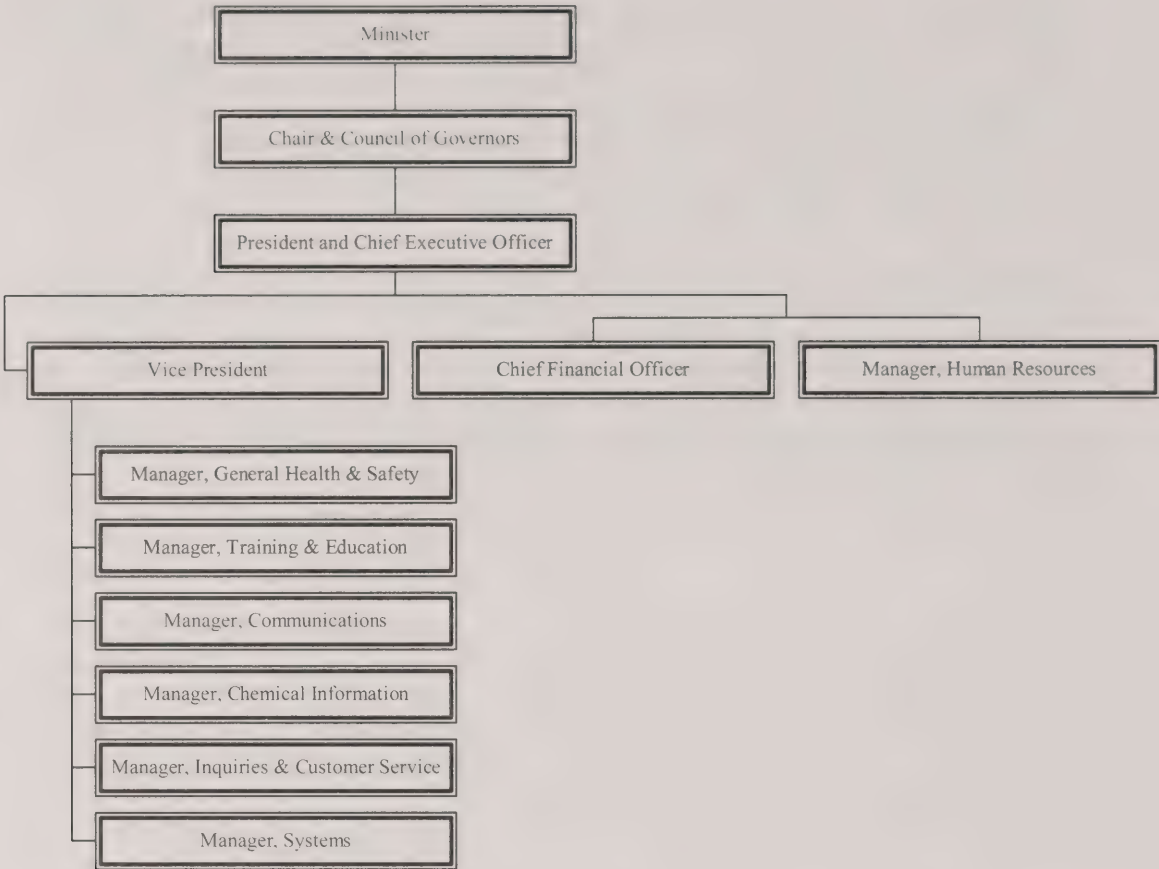 Minister
Chair & Council of Governors
President and Chief Executive Officer
Vice President
Chief Financial Officer
Manager, Human Resources
Manager, General Health & Safety
Manager, Training & Education
Manager, Communications
Manager, Chemical Information
Manager, Inquiries & Customer Service
Manager, Systems